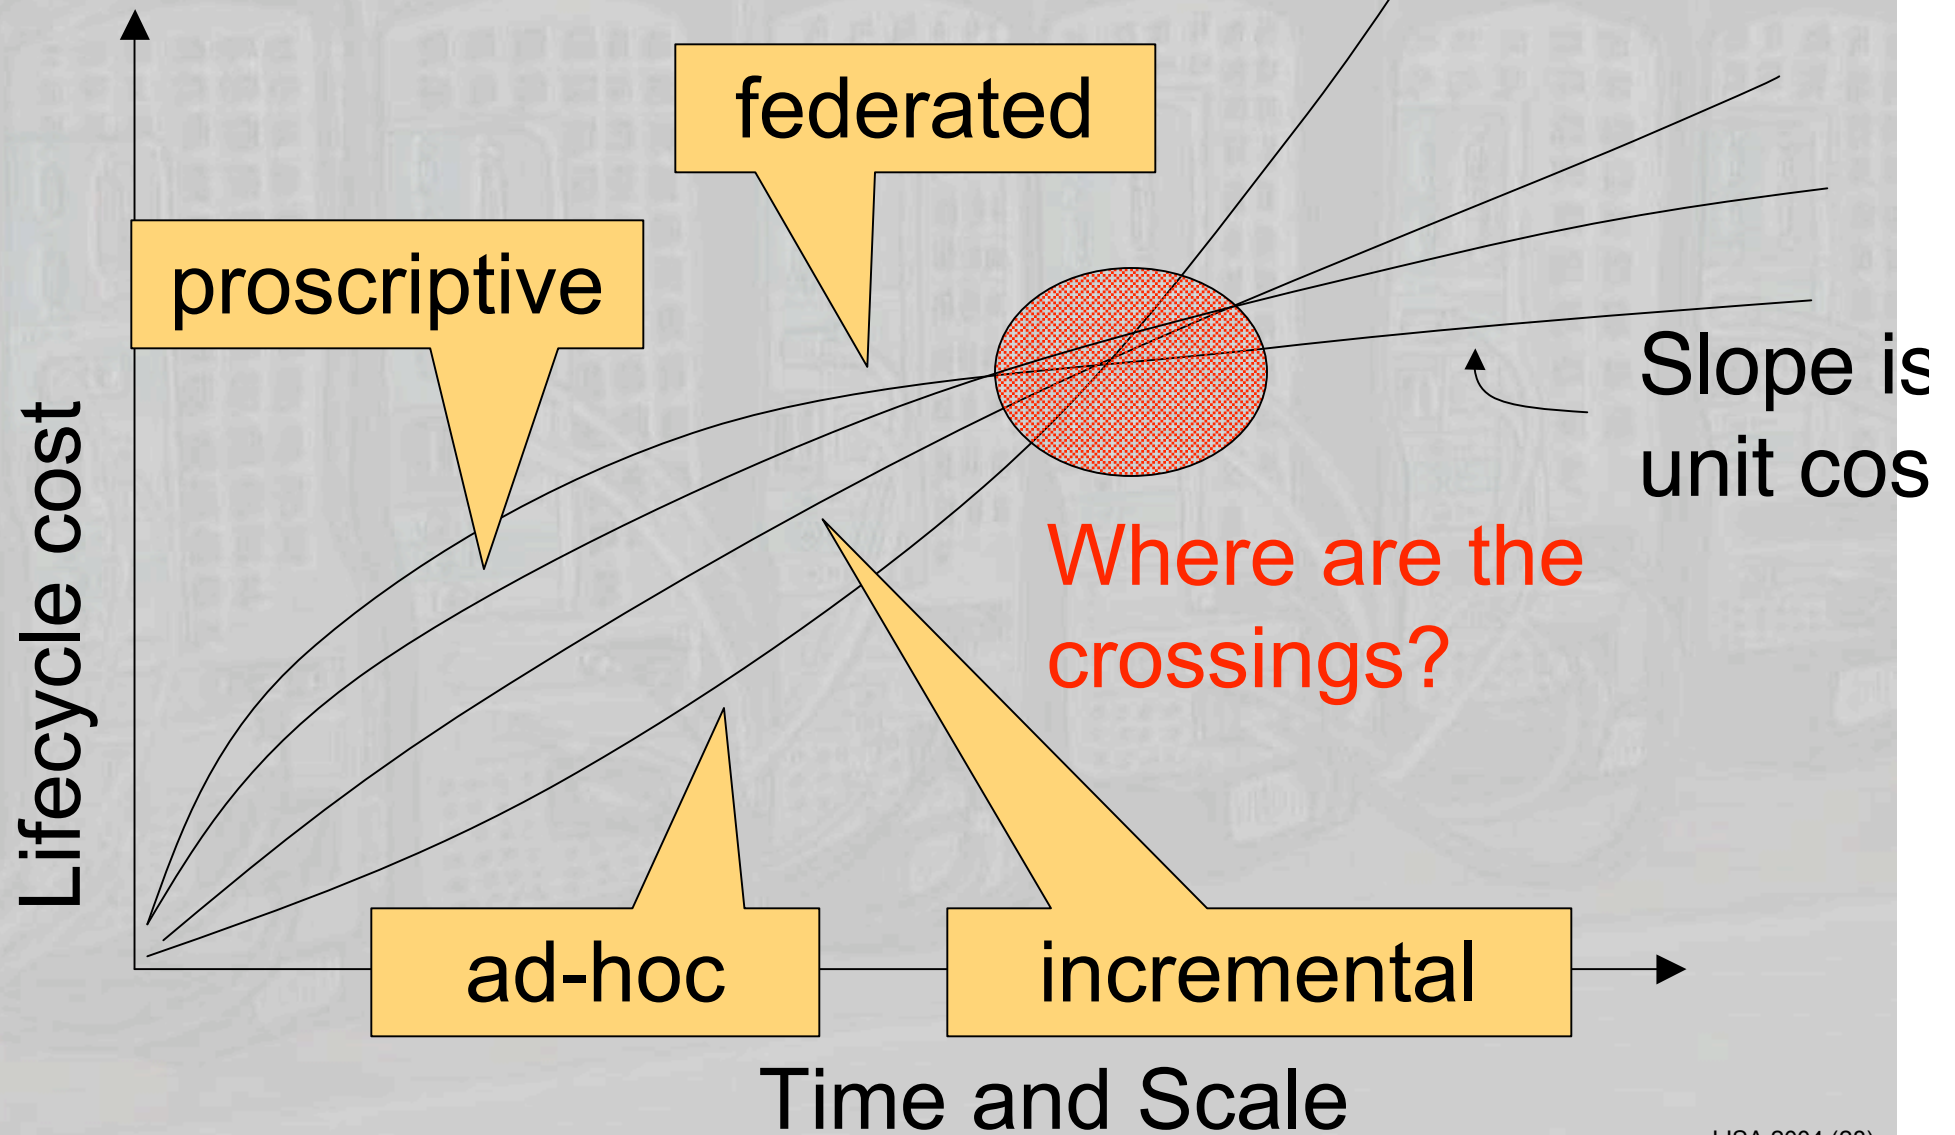 federated
proscriptive
Slope is
unit cos
Where are the
crossings?
Lifecycle cost
ad-hoc
incremental
Time and Scale